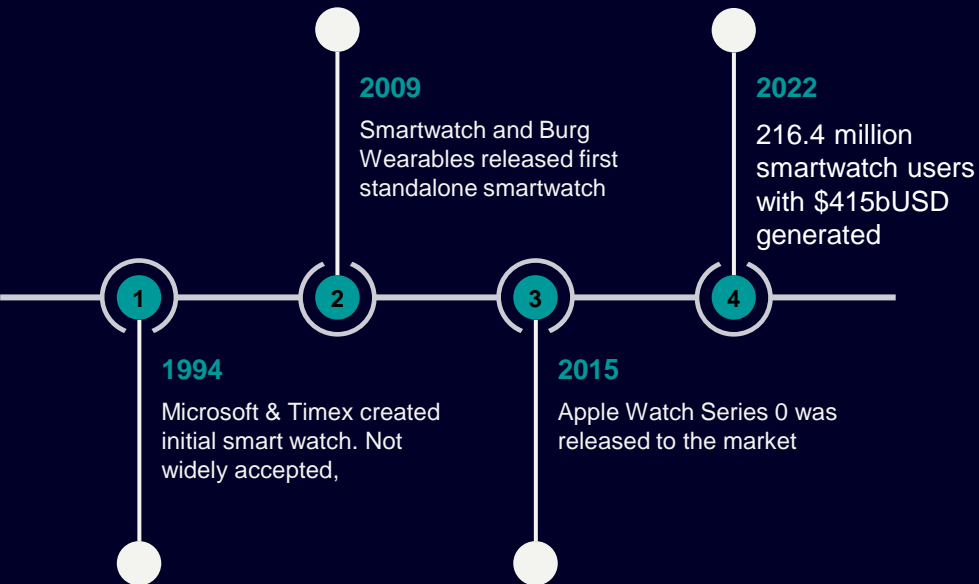 2009
Smartwatch and Burg
Wearables released first
standalone smartwatch
2022
216.4 million
smartwatch users
with $415bUSD
generated
1
2
3
4
1994
Microsoft & Timex created
initial smart watch. Not
widely accepted,
2015
Apple Watch Series 0 was
released to the market